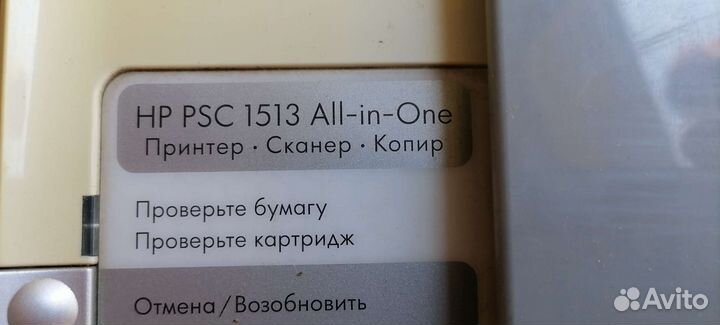 HP PSC 1513 All-in-One
Принтер · Сканер · Копир
Проверьте бумагу
Проверьте картридж
Отмена/Возобновить
Avito